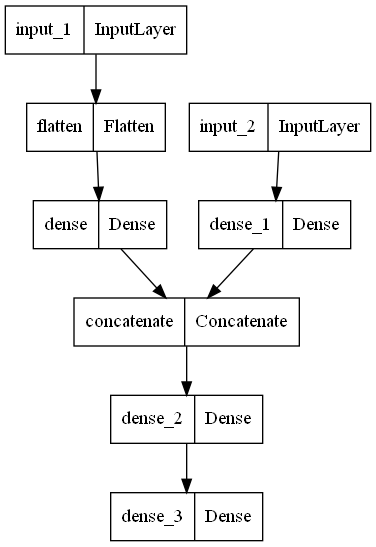 input_1 InputLayer
flatten Flatten
input_2 InputLayer
dense Dense
dense_1 Dense
concatenate Concatenate
dense_2 Dense
dense_3 Dense